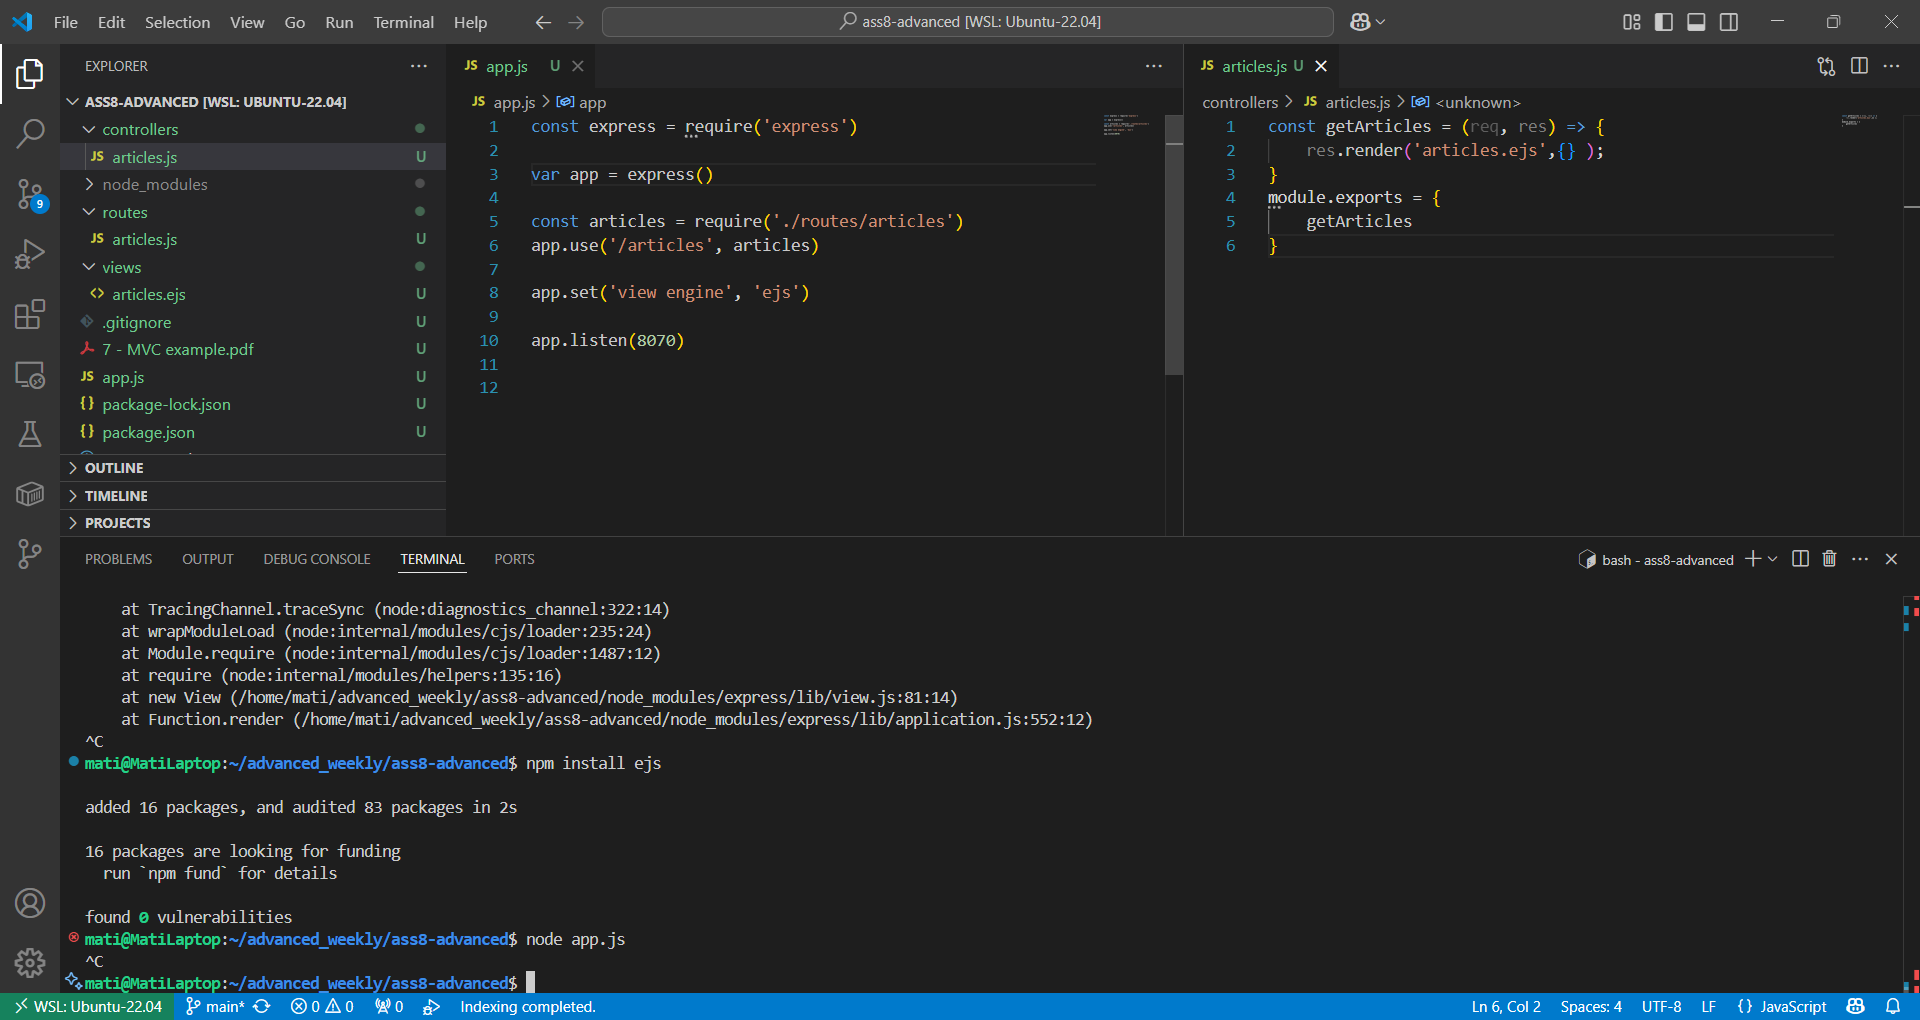 File Edit Selection View Go Run Terminal Help
ass8-advanced [WSL: Ubuntu-22.04]
EXPLORER
ASS8-ADVANCED [WSL: UBUNTU-22.04]
controllers
JS articles.js U
node_modules
routes
JS articles.js U
views
<> articles.ejs U
.gitignore U
7 - MVC example.pdf U
JS app.js U
{} package-lock.json U
{} package.json U
OUTLINE
TIMELINE
PROJECTS
9
JS app.js U
JS app.js > app
1 const express = require('express')
2
3 var app = express()
4
5 const articles = require('./routes/articles')
6 app.use('/articles', articles)
7
8 app.set('view engine', 'ejs')
9
10 app.listen(8070)
11
12
JS articles.js U
controllers > JS articles.js > <unknown>
1 const getArticles = (req, res) => {
2 res.render('articles.ejs',{} );
3 }
4 module.exports = {
5 getArticles
6 }
PROBLEMS OUTPUT DEBUG CONSOLE TERMINAL PORTS
bash - ass8-advanced
at TracingChannel.traceSync (node:diagnostics_channel:322:14)
at wrapModuleLoad (node:internal/modules/cjs/loader:235:24)
at Module.require (node:internal/modules/cjs/loader:1487:12)
at require (node:internal/modules/helpers:135:16)
at new View (/home/mati/advanced_weekly/ass8-advanced/node_modules/express/lib/view.js:81:14)
at Function.render (/home/mati/advanced_weekly/ass8-advanced/node_modules/express/lib/application.js:552:12)
^C
mati@MatiLaptop:~/advanced_weekly/ass8-advanced$ npm install ejs
added 16 packages, and audited 83 packages in 2s
16 packages are looking for funding
run `npm fund` for details
found 0 vulnerabilities
mati@MatiLaptop:~/advanced_weekly/ass8-advanced$ node app.js
^C
mati@MatiLaptop:~/advanced_weekly/ass8-advanced$
WSL: Ubuntu-22.04 main* 0 0 0 Indexing completed. Ln 6, Col 2 Spaces: 4 UTF-8 LF {} JavaScript